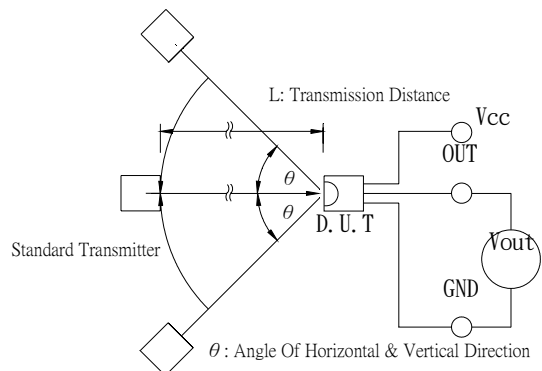 L: Transmission Distance
Vcc
OUT
θ
θ
D.U.T
Standard Transmitter
Vout
GND
θ: Angle Of Horizontal & Vertical Direction